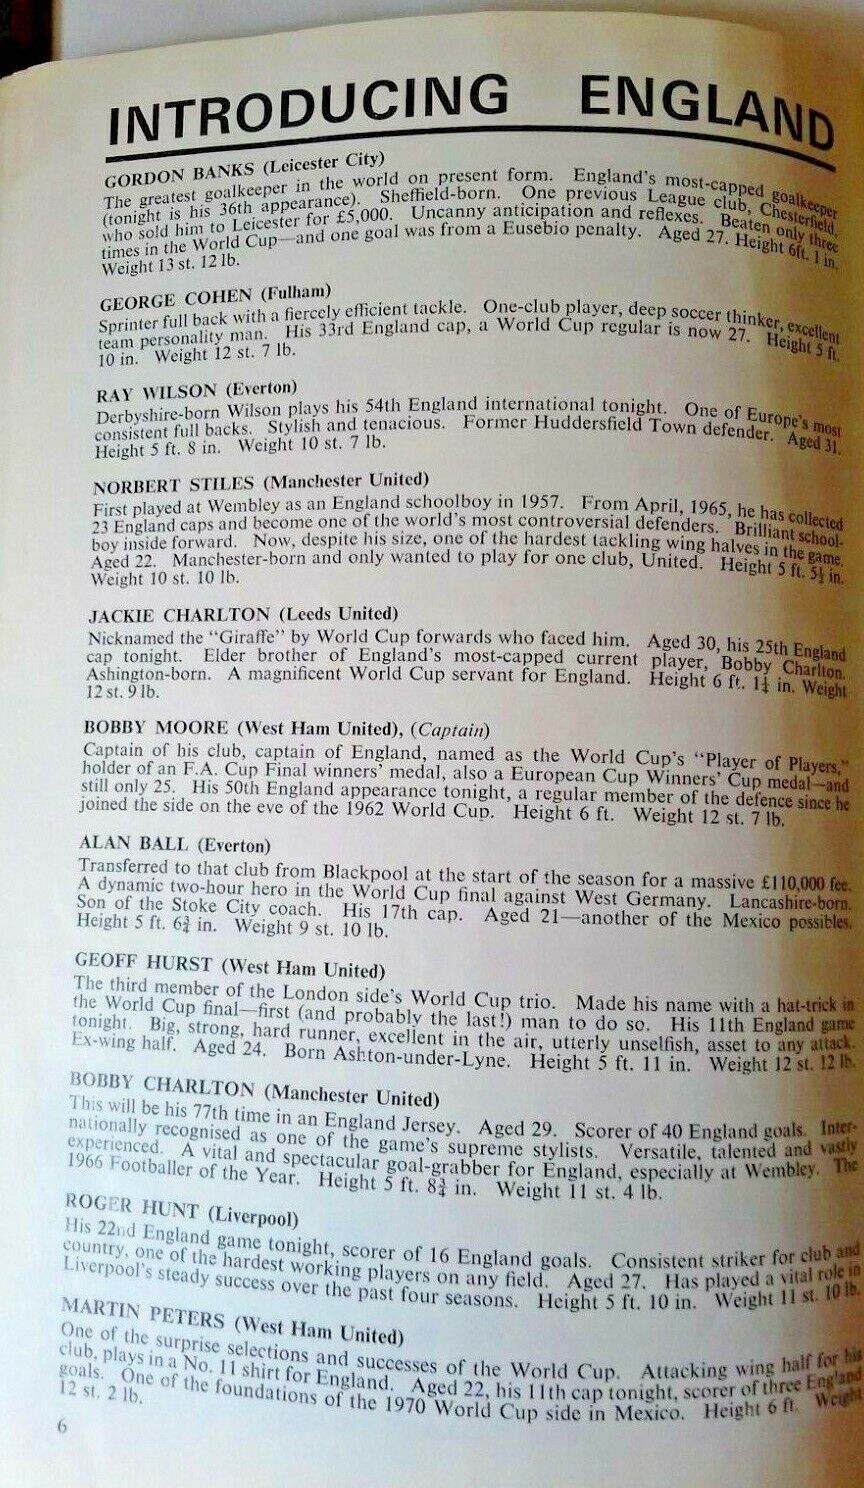 INTRODUCING ENGLAND
GORDON BANKS (Leicester City)
The greatest goalkeeper in the world on present form. England's most-capped goalkeeper
(tonight is his 36th appearance). Sheffield-born. One previous League club, Chesterfield,
who sold him to Leicester for £5,000. Uncanny anticipation and reflexes. Beaten only three
times in the World Cup—and one goal was from a Eusebio penalty. Aged 27. Height 6ft. 1 in.
Weight 13 st. 12 lb.
GEORGE COHEN (Fulham)
Sprinter full back with a fiercely efficient tackle. One-club player, deep soccer thinker, excellent
team personality man. His 33rd England cap, a World Cup regular is now 27. Height 5 ft.
10 in. Weight 12 st. 7 lb.
RAY WILSON (Everton)
Derbyshire-born Wilson plays his 54th England international tonight. One of Europe's most
consistent full backs. Stylish and tenacious. Former Huddersfield Town defender. Aged 31.
Height 5 ft. 8 in. Weight 10 st. 7 lb.
NORBERT STILES (Manchester United)
First played at Wembley as an England schoolboy in 1957. From April, 1965, he has collected
23 England caps and become one of the world's most controversial defenders. Brilliant school-
boy inside forward. Now, despite his size, one of the hardest tackling wing halves in the game.
Aged 22. Manchester-born and only wanted to play for one club, United. Height 5 ft. 5½ in.
Weight 10 st. 10 lb.
JACKIE CHARLTON (Leeds United)
Nicknamed the "Giraffe" by World Cup forwards who faced him. Aged 30, his 25th England
cap tonight. Elder brother of England's most-capped current player, Bobby Charlton.
Ashington-born. A magnificent World Cup servant for England. Height 6 ft. 1¼ in. Weight
12 st. 9 lb.
BOBBY MOORE (West Ham United), (Captain)
Captain of his club, captain of England, named as the World Cup's "Player of Players,"
holder of an F.A. Cup Final winners' medal, also a European Cup Winners' Cup medal—and
still only 25. His 50th England appearance tonight, a regular member of the defence since he
joined the side on the eve of the 1962 World Cup. Height 6 ft. Weight 12 st. 7 lb.
ALAN BALL (Everton)
Transferred to that club from Blackpool at the start of the season for a massive £110,000 fee.
A dynamic two-hour hero in the World Cup final against West Germany. Lancashire-born.
Son of the Stoke City coach. His 17th cap. Aged 21—another of the Mexico possibles.
Height 5 ft. 6¾ in. Weight 9 st. 10 lb.
GEOFF HURST (West Ham United)
The third member of the London side's World Cup trio. Made his name with a hat-trick in
the World Cup final—first (and probably the last!) man to do so. His 11th England game
tonight. Big, strong, hard runner, excellent in the air, utterly unselfish, asset to any attack.
Ex-wing half. Aged 24. Born Ashton-under-Lyne. Height 5 ft. 11 in. Weight 12 st. 12 lb.
BOBBY CHARLTON (Manchester United)
This will be his 77th time in an England Jersey. Aged 29. Scorer of 40 England goals. Inter-
nationally recognised as one of the game's supreme stylists. Versatile, talented and vastly
experienced. A vital and spectacular goal-grabber for England, especially at Wembley. The
1966 Footballer of the Year. Height 5 ft. 8¾ in. Weight 11 st. 4 lb.
ROGER HUNT (Liverpool)
His 22nd England game tonight, scorer of 16 England goals. Consistent striker for club and
country, one of the hardest working players on any field. Aged 27. Has played a vital role in
Liverpool's steady success over the past four seasons. Height 5 ft. 10 in. Weight 11 st. 10 lb.
MARTIN PETERS (West Ham United)
One of the surprise selections and successes of the World Cup. Attacking wing half for his
club, plays in a No. 11 shirt for England. Aged 22, his 11th cap tonight, scorer of three England
goals. One of the foundations of the 1970 World Cup side in Mexico. Height 6 ft. Weight
12 st. 2 lb.
6